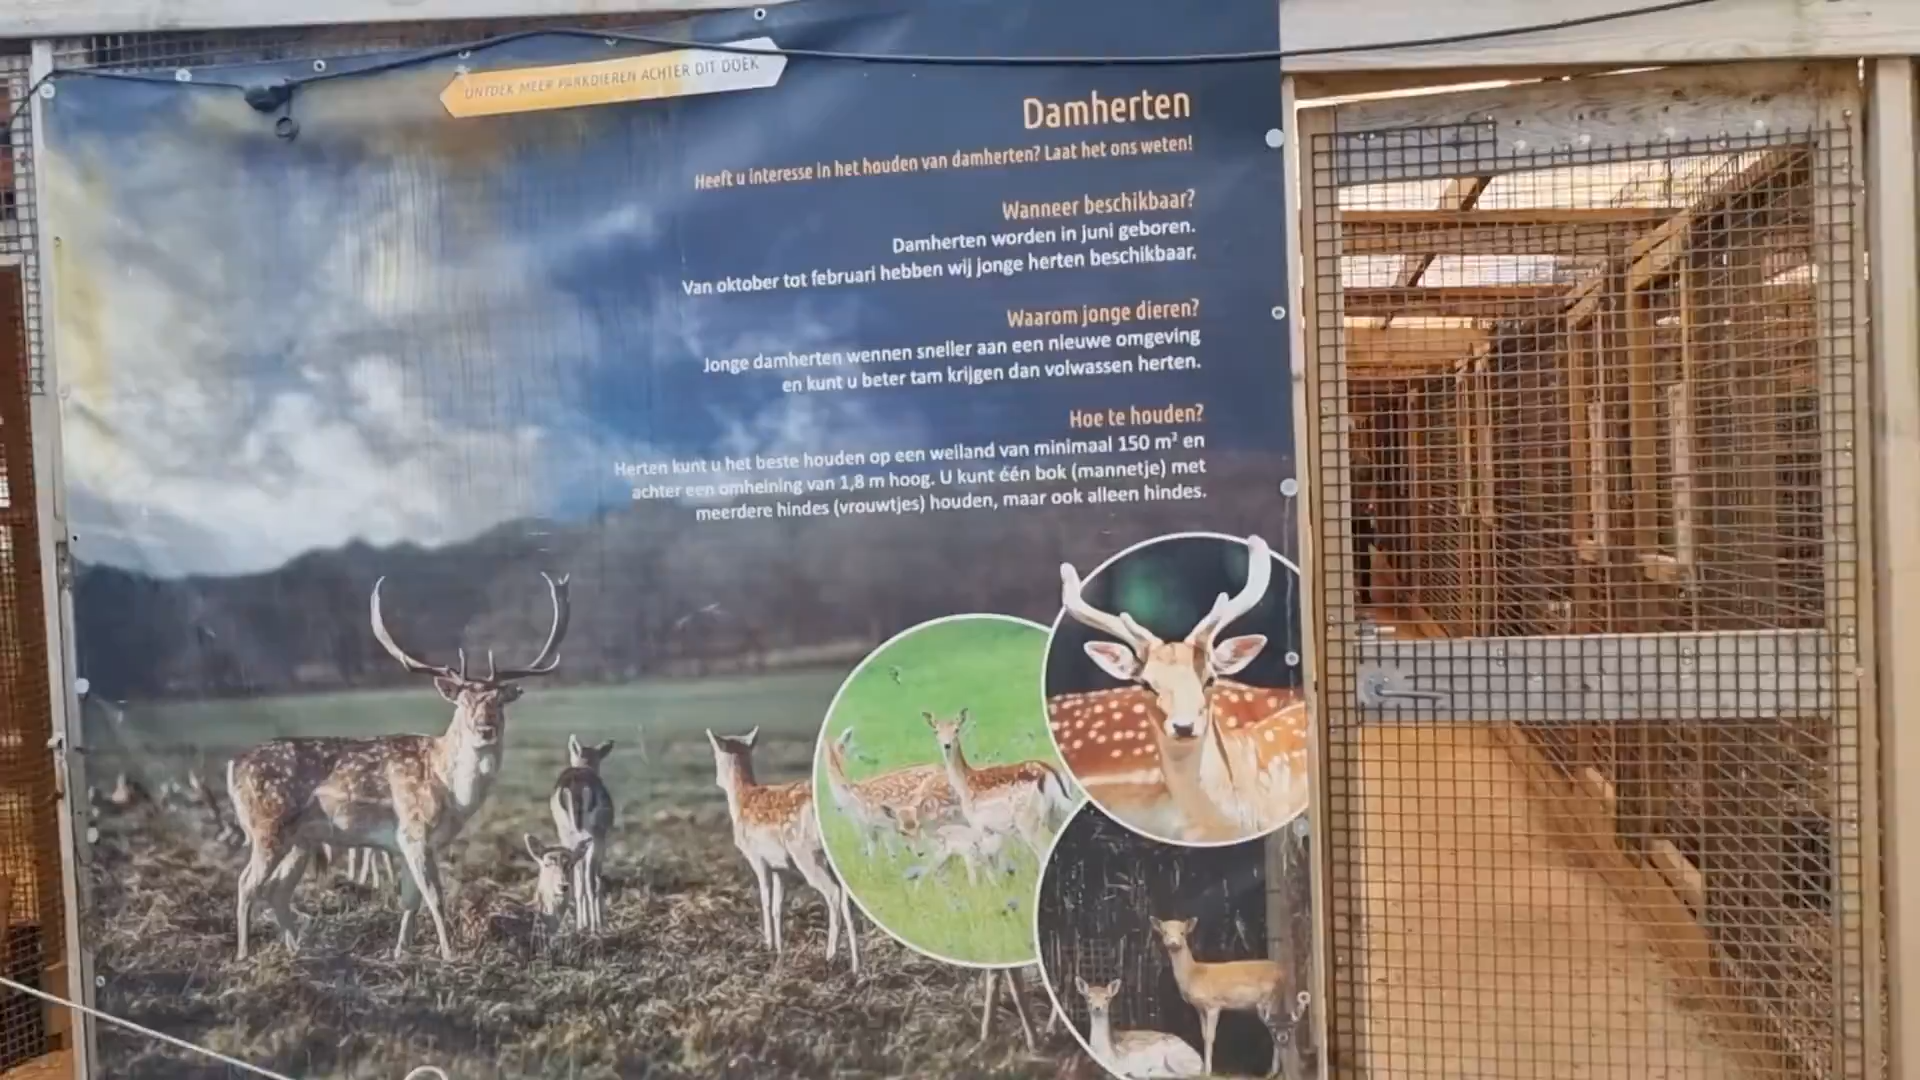 ONTDEK MEER PARKDIEREN ACHTER DIT DOEK
Damherten
Heeft u interesse in het houden van damherten? Laat het ons weten!
Wanneer beschikbaar?
Damherten worden in juni geboren.
Van oktober tot februari hebben wij jonge herten beschikbaar.
Waarom jonge dieren?
Jonge damherten wennen sneller aan een nieuwe omgeving
en kunt u beter tam krijgen dan volwassen herten.
Hoe te houden?
Herten kunt u het beste houden op een weiland van minimaal 150 m² en
achter een omheining van 1,8 m hoog. U kunt één bok (mannetje) met
meerdere hindes (vrouwtjes) houden, maar ook alleen hindes.